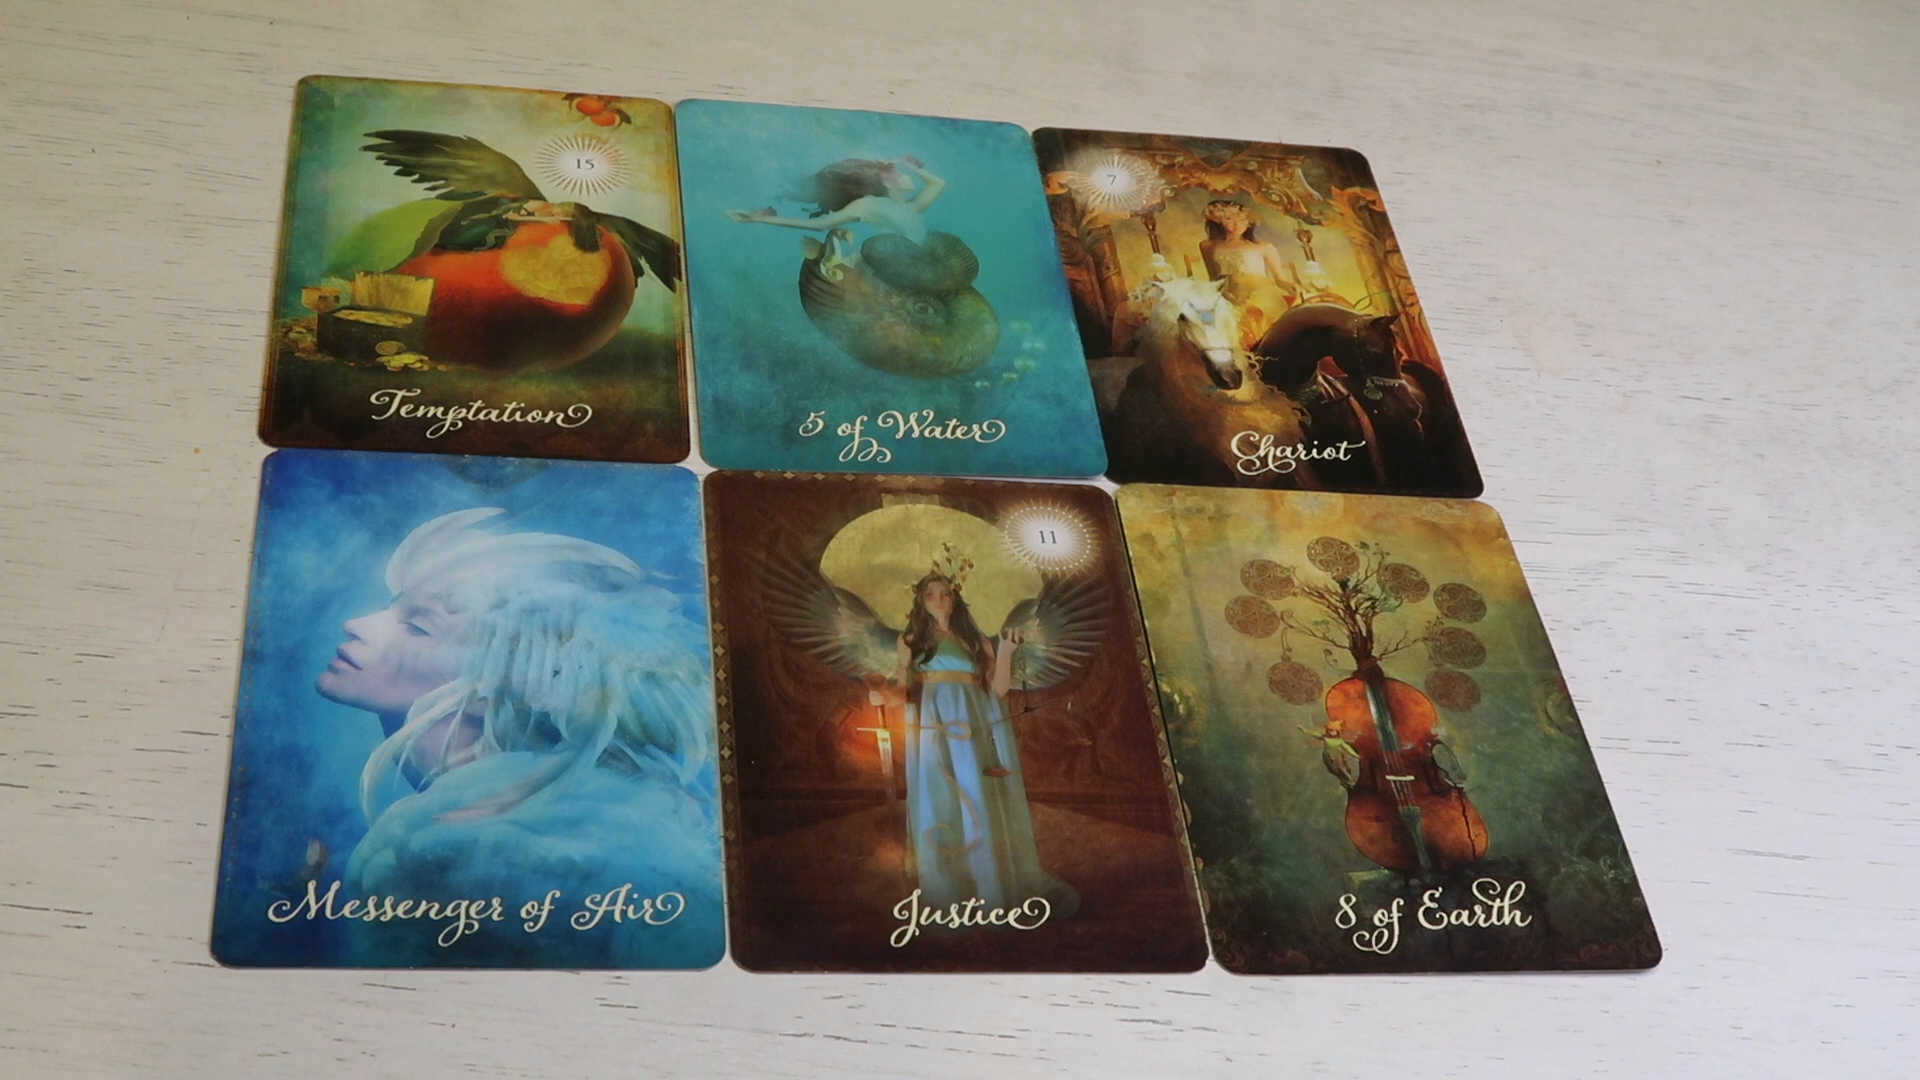 15
Temptation
5 of Water
7
Chariot
Messenger of Air
11
Justice
8 of Earth